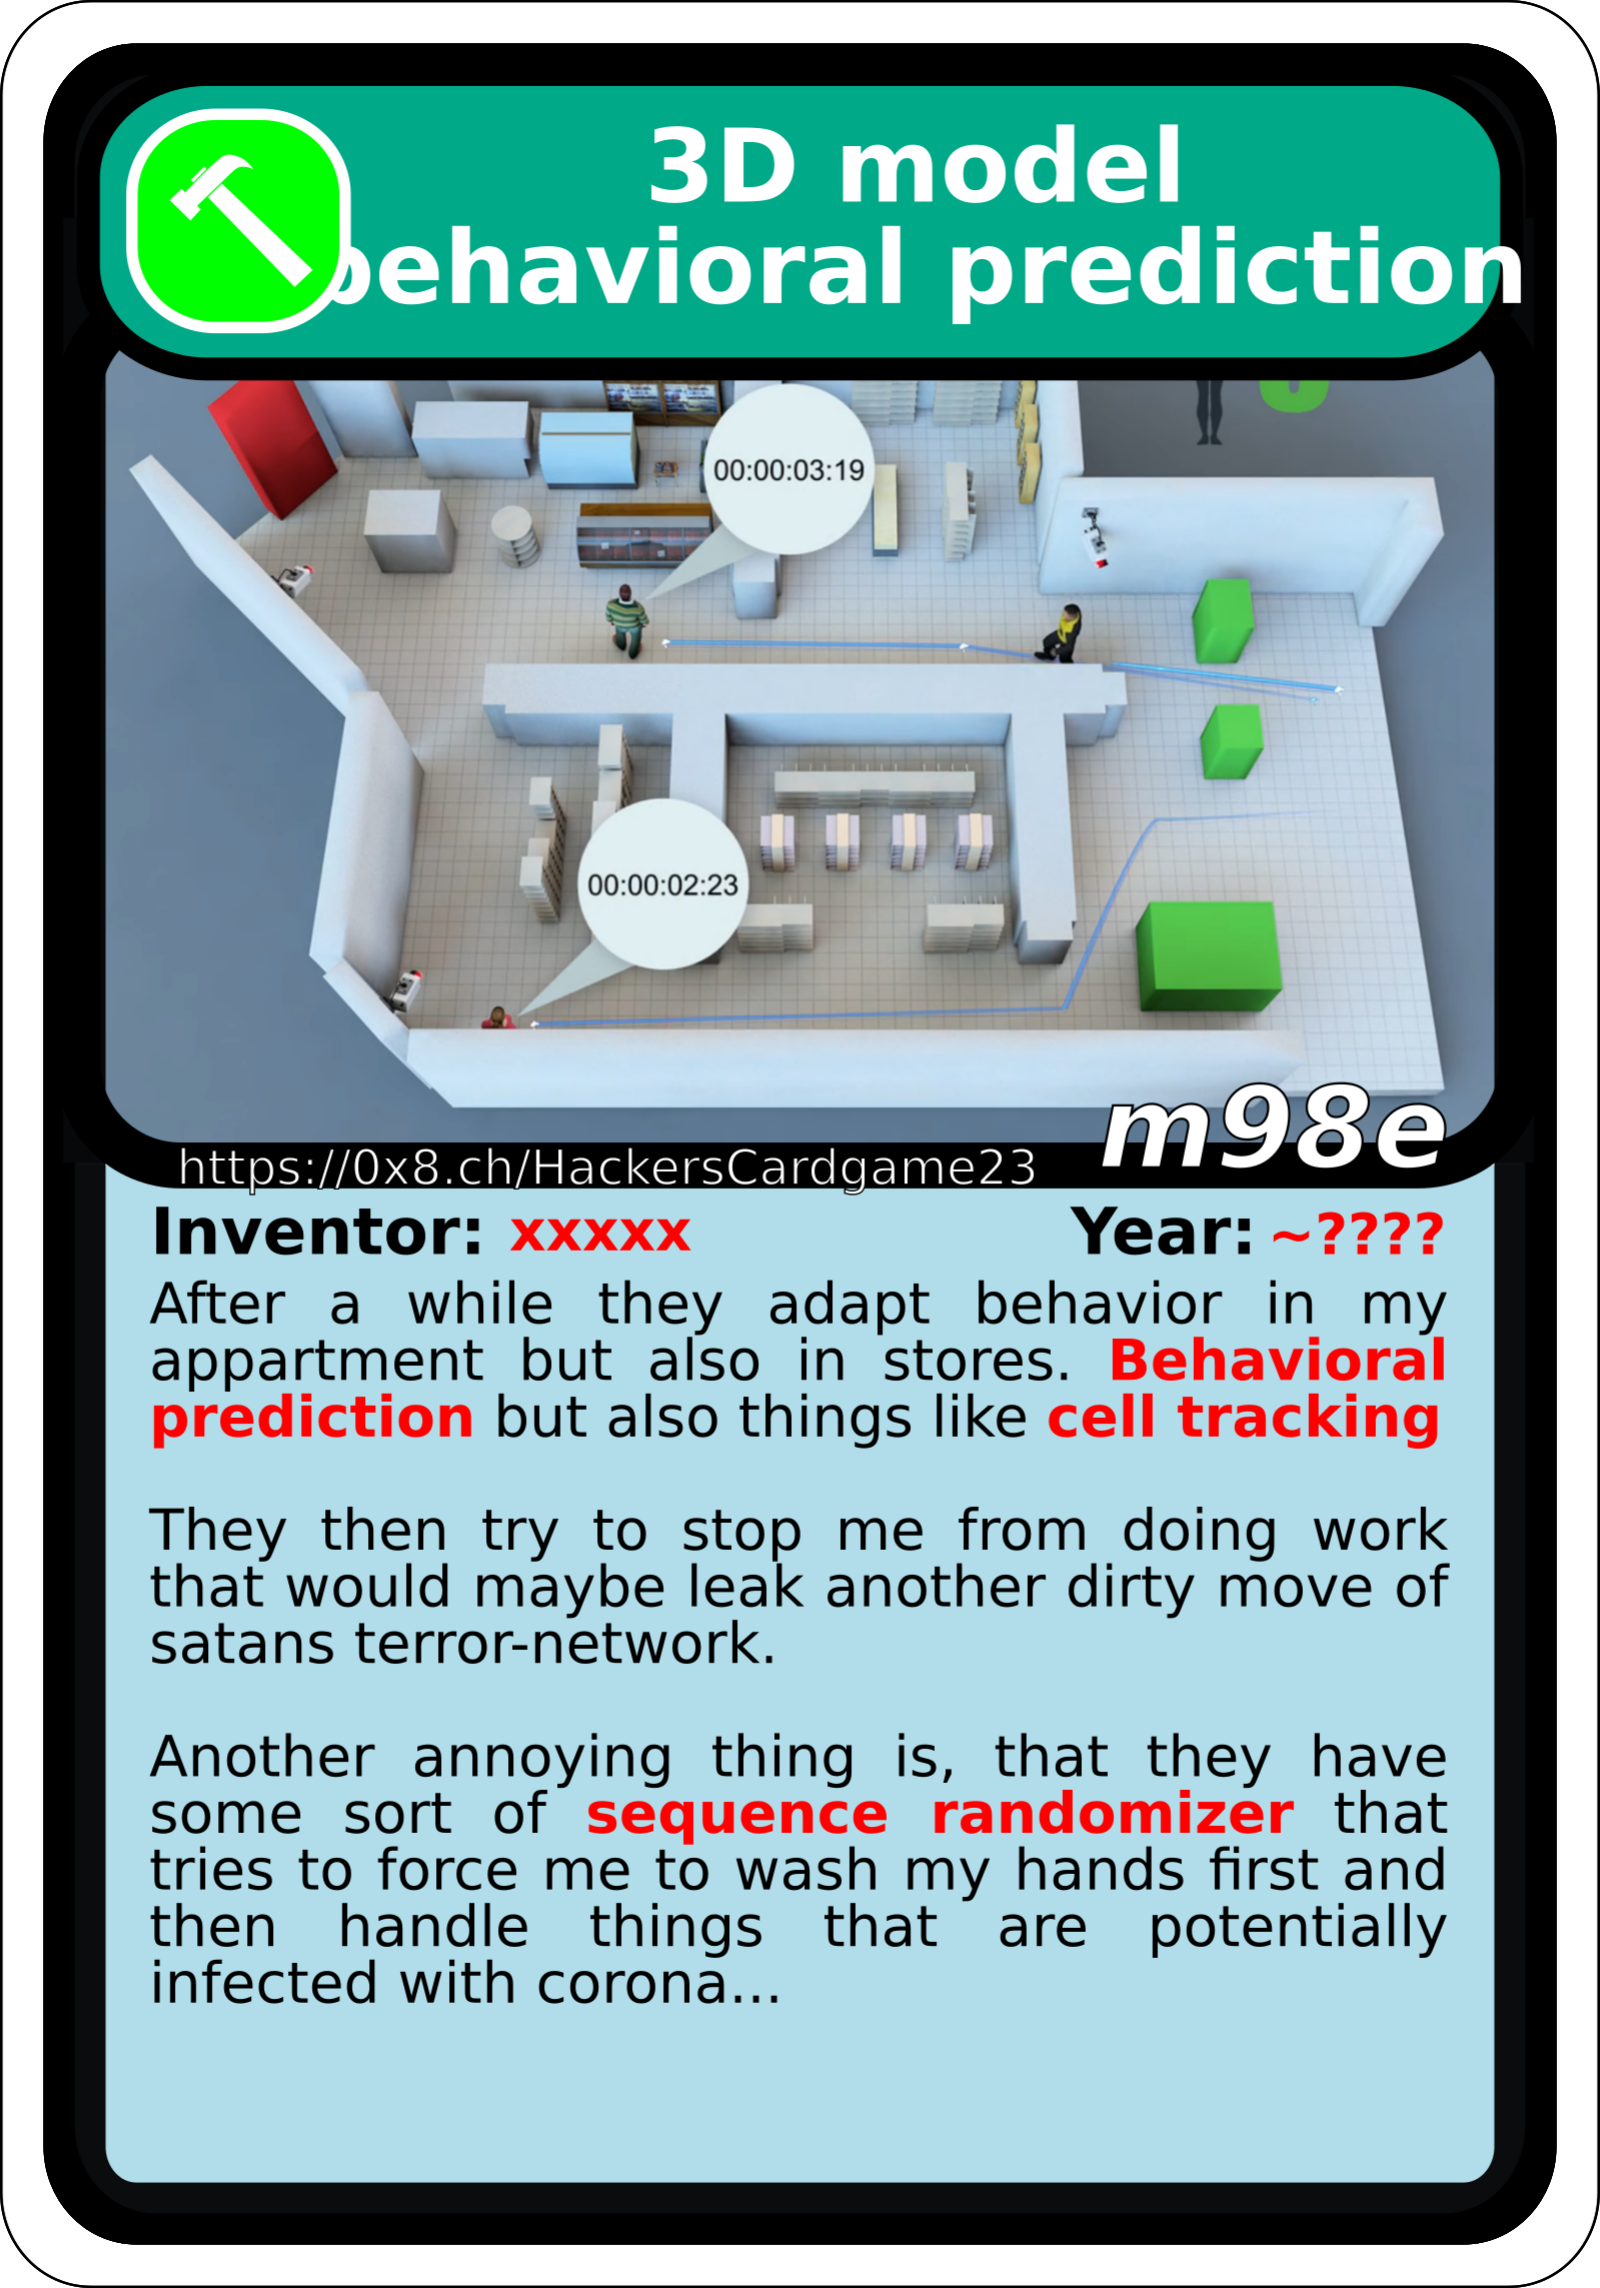 3D model
behavioral prediction
00:00:03:19
00:00:02:23
m98e
https://0x8.ch/HackersCardgame23
Inventor: xxxxx Year: ~????
After a while they adapt behavior in my
appartment but also in stores. Behavioral
prediction but also things like cell tracking
They then try to stop me from doing work
that would maybe leak another dirty move of
satans terror-network.
Another annoying thing is, that they have
some sort of sequence randomizer that
tries to force me to wash my hands first and
then handle things that are potentially
infected with corona...